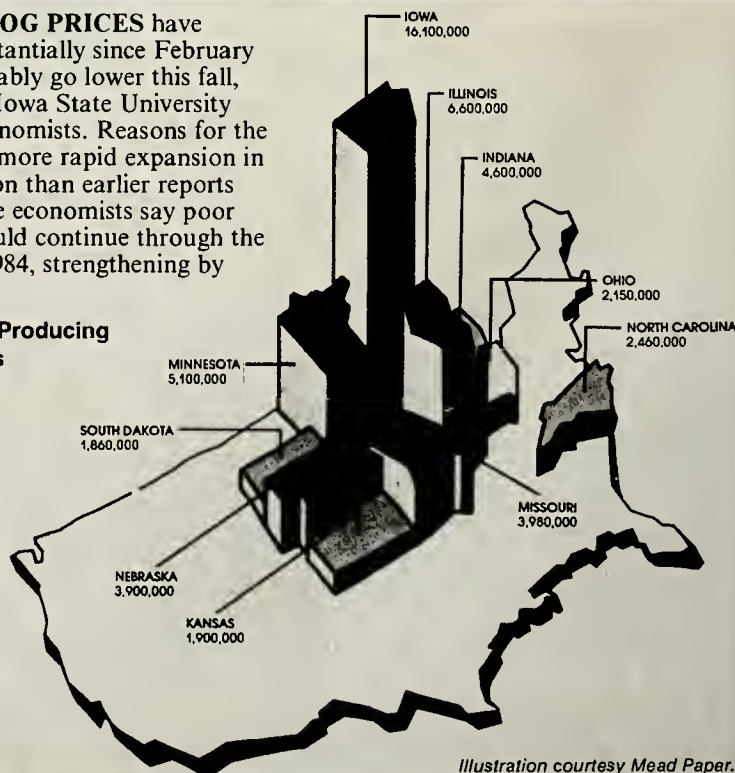 OG PRICES have
tantially since February
ably go lower this fall,
Iowa State University
nomists. Reasons for the
more rapid expansion in
on than earlier reports
e economists say poor
uld continue through the
984, strengthening by
Producing
s
IOWA
16,100,000
ILLINOIS
6,600,000
INDIANA
4,600,000
OHIO
2,150,000
NORTH CAROLINA
2,460,000
MINNESOTA
5,100,000
SOUTH DAKOTA
1,860,000
MISSOURI
3,980,000
NEBRASKA
3,900,000
KANSAS
1,900,000
Illustration courtesy Mead Paper.